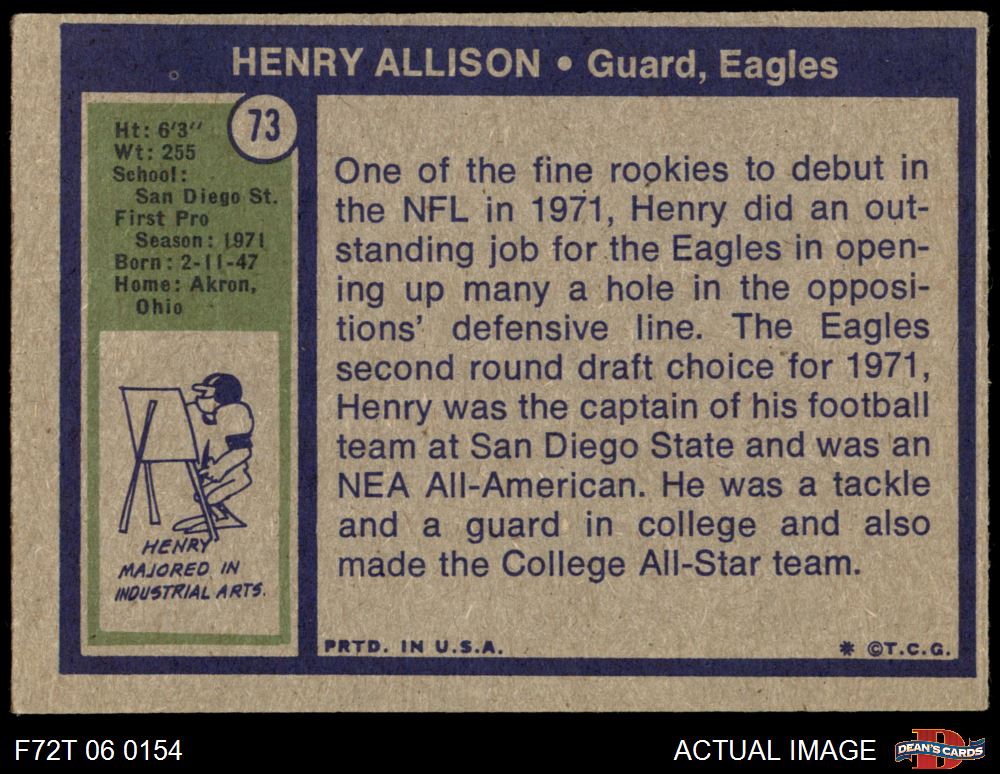 HENRY ALLISON • Guard, Eagles
73
Ht: 6'3"
Wt: 255
School:
San Diego St.
First Pro
Season: 1971
Born: 2-11-47
Home: Akron,
Ohio
HENRY
MAJORED IN
INDUSTRIAL ARTS.
One of the fine rookies to debut in
the NFL in 1971, Henry did an out-
standing job for the Eagles in open-
ing up many a hole in the opposi-
tions' defensive line. The Eagles
second round draft choice for 1971,
Henry was the captain of his football
team at San Diego State and was an
NEA All-American. He was a tackle
and a guard in college and also
made the College All-Star team.
PRTD. IN U.S.A.
* ©T.C.G.
F72T 06 0154
ACTUAL IMAGE
D
DEAN'S CARDS